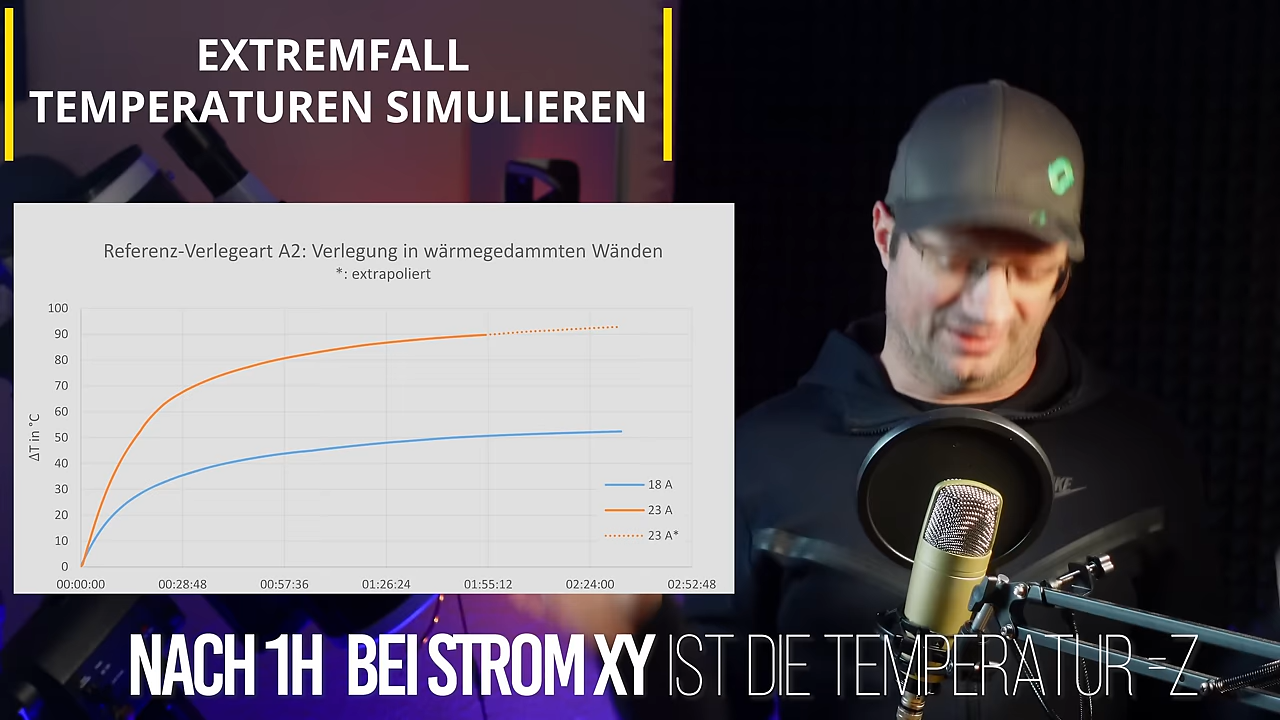 EXTREMFALL
TEMPERATUREN SIMULIEREN
Referenz-Verlegeart A2: Verlegung in wärmegedammten Wänden
*: extrapoliert
100
90
80
70
60
50
40
30
20
10
0
ΔT in °C
18 A
23 A
23 A*
00:00:00 00:28:48 00:57:36 01:26:24 01:55:12 02:24:00 02:52:48
KE
NACH 1H BEI STROM XY IST DIE TEMPERATUR =Z